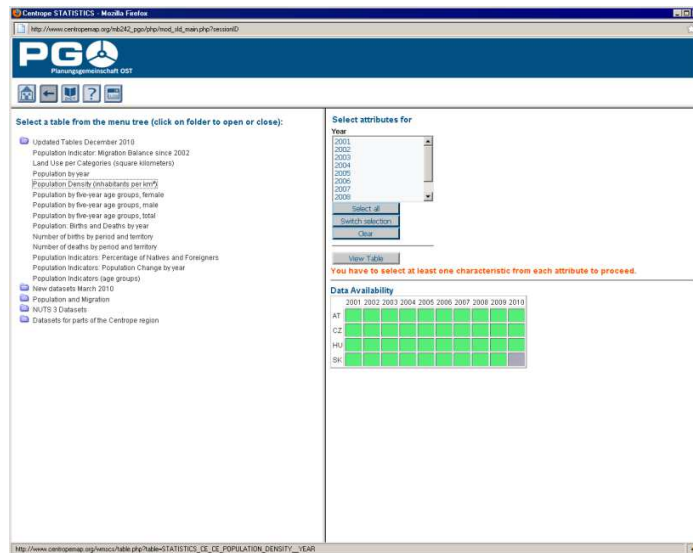 Centrope STATISTICS - Mozilla Firefox
http://www.centropemap.org/mb242_pgo/php/mod_sld_main.php?sessionID
PGO
Planungsgemeinschaft OST
Select a table from the menu tree (click on folder to open or close):
Updated Tables December 2010
Population Indicator: Migration Balance since 2002
Land Use per Categories (square kilometers)
Population by year
Population Density (inhabitants per km²)
Population by five-year age groups, female
Population by five-year age groups, male
Population by five-year age groups, total
Population: Births and Deaths by year
Number of births by period and territory
Number of deaths by period and territory
Population Indicators: Percentage of Natives and Foreigners
Population Indicators: Population Change by year
Population Indicators (age groups)
New datasets March 2010
Population and Migration
NUTS 3 Datasets
Datasets for parts of the Centrope region
Select attributes for
Year
2001
2002
2003
2004
2005
2006
2007
2008
Select all
Switch selection
Clear
View Table
You have to select at least one characteristic from each attribute to proceed.
Data Availability
2001 2002 2003 2004 2005 2006 2007 2008 2009 2010
AT
CZ
HU
SK
http://www.centropemap.org/wmucs/table.php?table=STATISTICS_CE_CE_POPULATION_DENSITY__YEAR